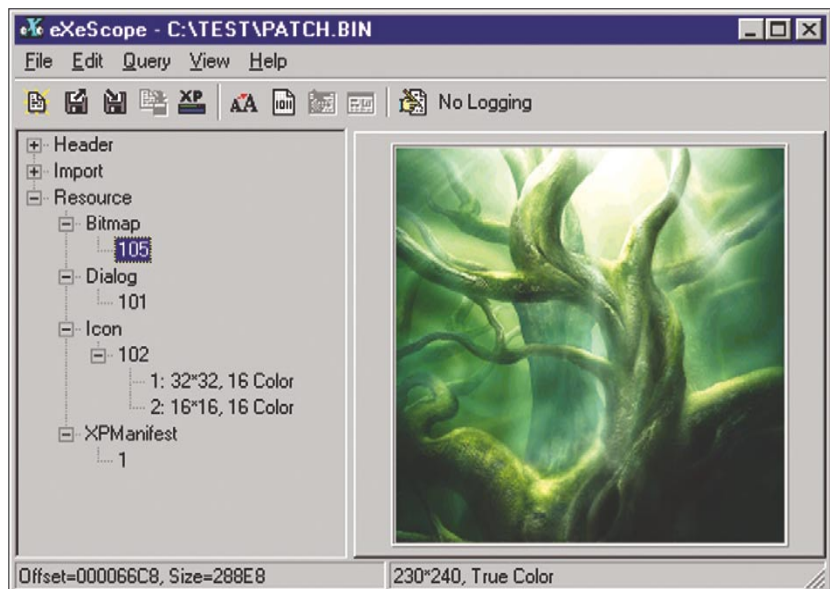 eXeScope - C:\TEST\PATCH.BIN
File Edit Query View Help
XP AA 1011 No Logging
Header
Import
Resource
Bitmap
105
Dialog
101
Icon
102
1: 32*32, 16 Color
2: 16*16, 16 Color
XPManifest
1
Offset=000066C8, Size=288E8
230*240, True Color